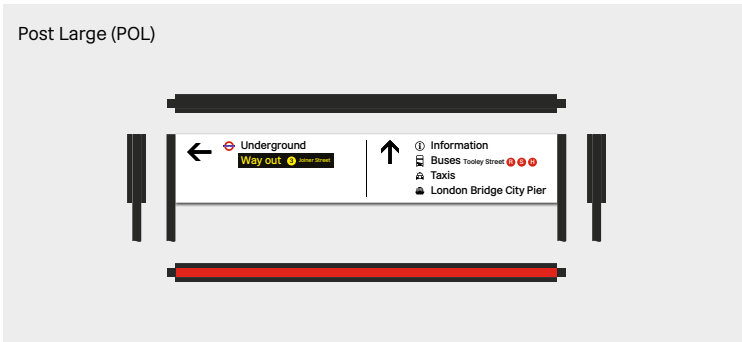 Post Large (POL)
Underground
Way out 3 Joiner Street
Information
Buses Tooley Street R S H
Taxis
London Bridge City Pier